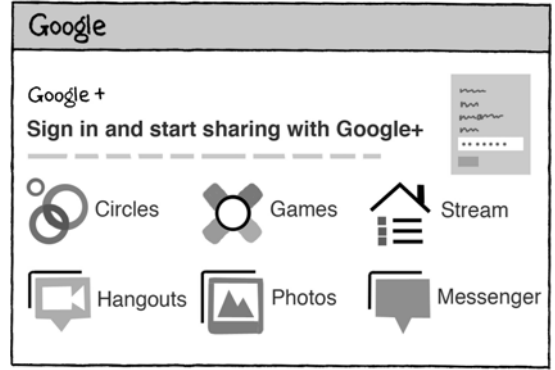 Google
Google +
Sign in and start sharing with Google+
Circles Games Stream
Hangouts Photos Messenger